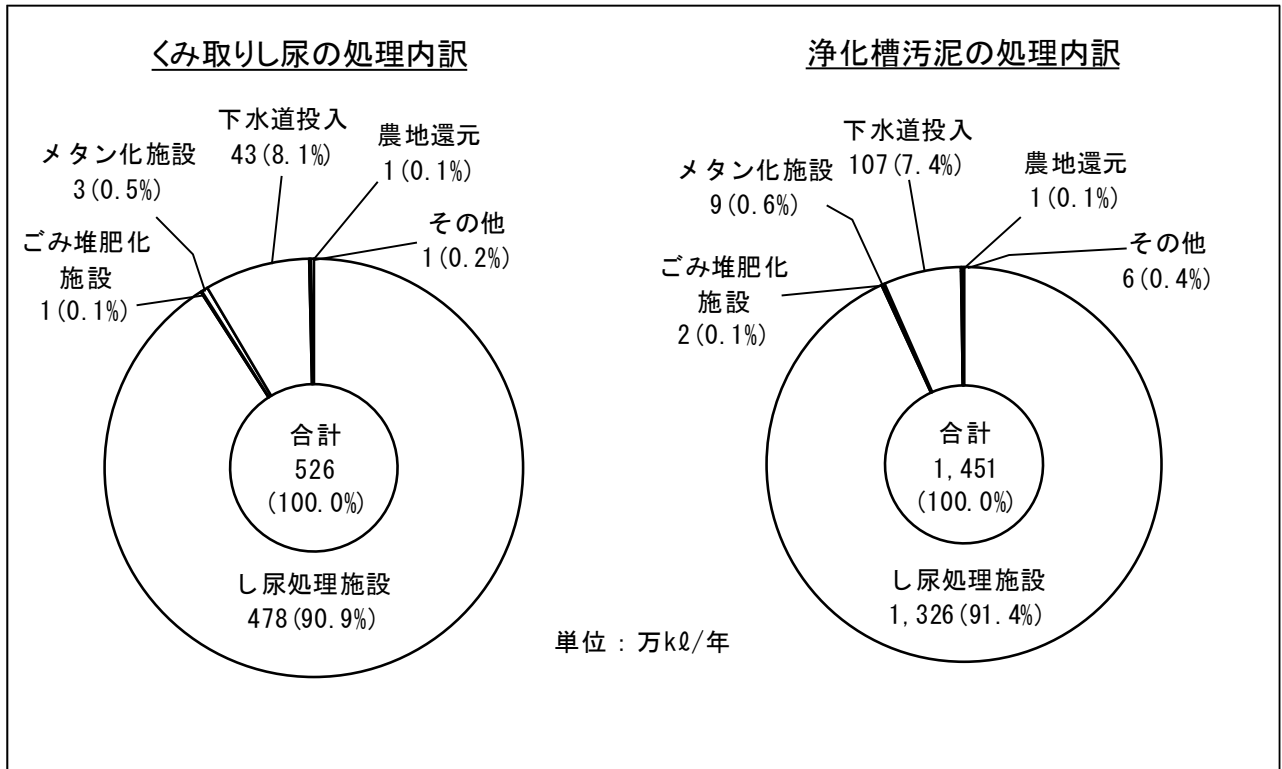 くみ取りし尿の処理内訳
下水道投入
43(8.1%)
農地還元
1(0.1%)
メタン化施設
3(0.5%)
その他
1(0.2%)
ごみ堆肥化
施設
1(0.1%)
合計
526
(100.0%)
し尿処理施設
478(90.9%)
浄化槽汚泥の処理内訳
下水道投入
107(7.4%)
農地還元
1(0.1%)
メタン化施設
9(0.6%)
その他
6(0.4%)
ごみ堆肥化
施設
2(0.1%)
合計
1,451
(100.0%)
し尿処理施設
1,326(91.4%)
単位：万kℓ/年